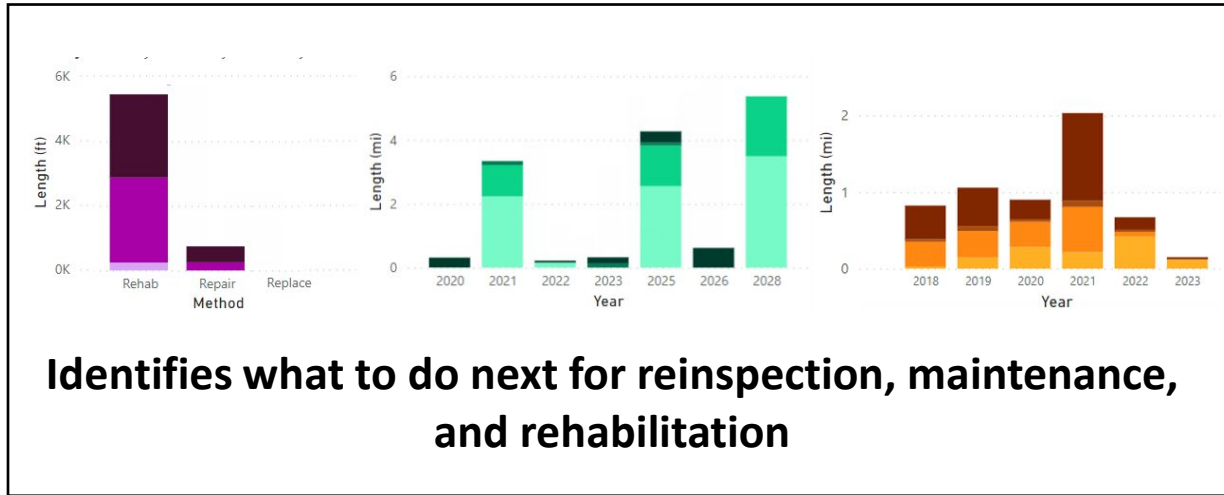 6K
4K
2K
0K
Length (ft)
Rehab Repair Replace
Method
6
4
2
0
Length (mi)
2020 2021 2022 2023 2025 2026 2028
Year
2
1
0
Length (mi)
2018 2019 2020 2021 2022 2023
Year
Identifies what to do next for reinspection, maintenance,
and rehabilitation